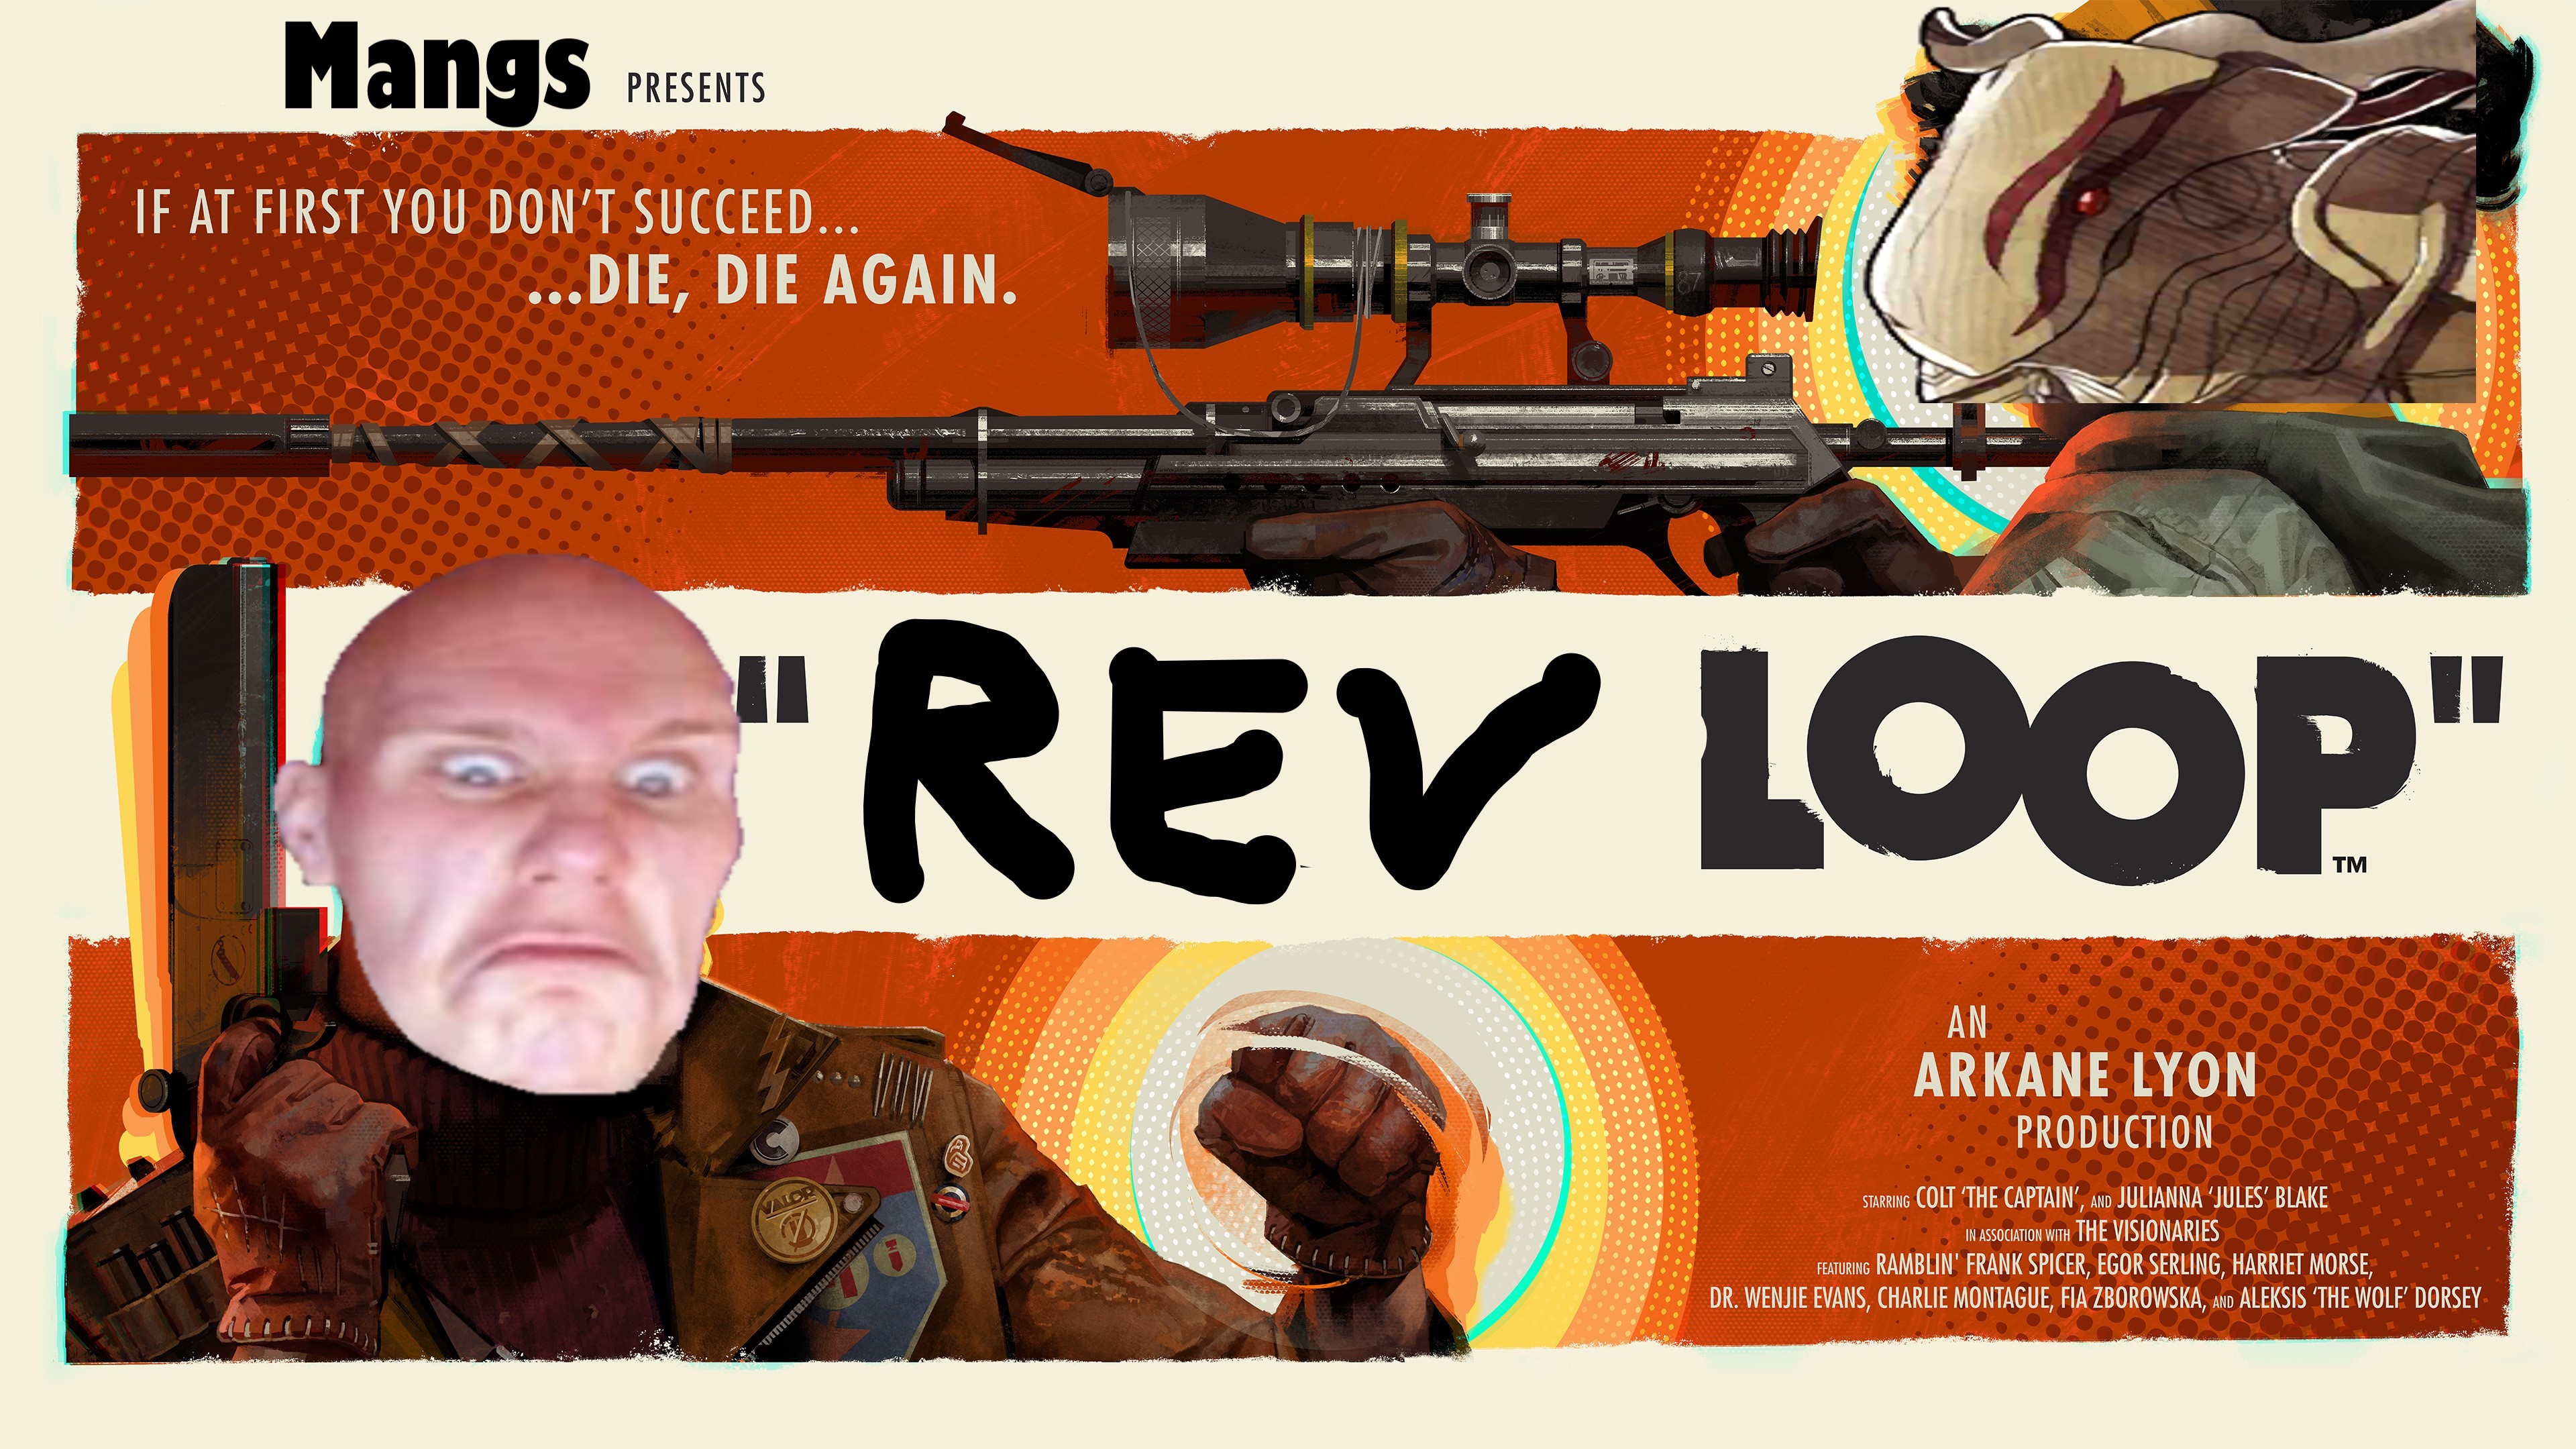 Mangs PRESENTS
IF AT FIRST YOU DON'T SUCCEED...
...DIE, DIE AGAIN.
"REV LOOP"™
AN
ARKANE LYON
PRODUCTION
STARRING COLT ‘THE CAPTAIN’, AND JULIANNA ‘JULES’ BLAKE
IN ASSOCIATION WITH THE VISIONARIES
FEATURING RAMBLIN' FRANK SPICER, EGOR SERLING, HARRIET MORSE,
DR. WENJIE EVANS, CHARLIE MONTAGUE, FIA ZBOROWSKA, AND ALEKSIS ‘THE WOLF’ DORSEY
VALOR